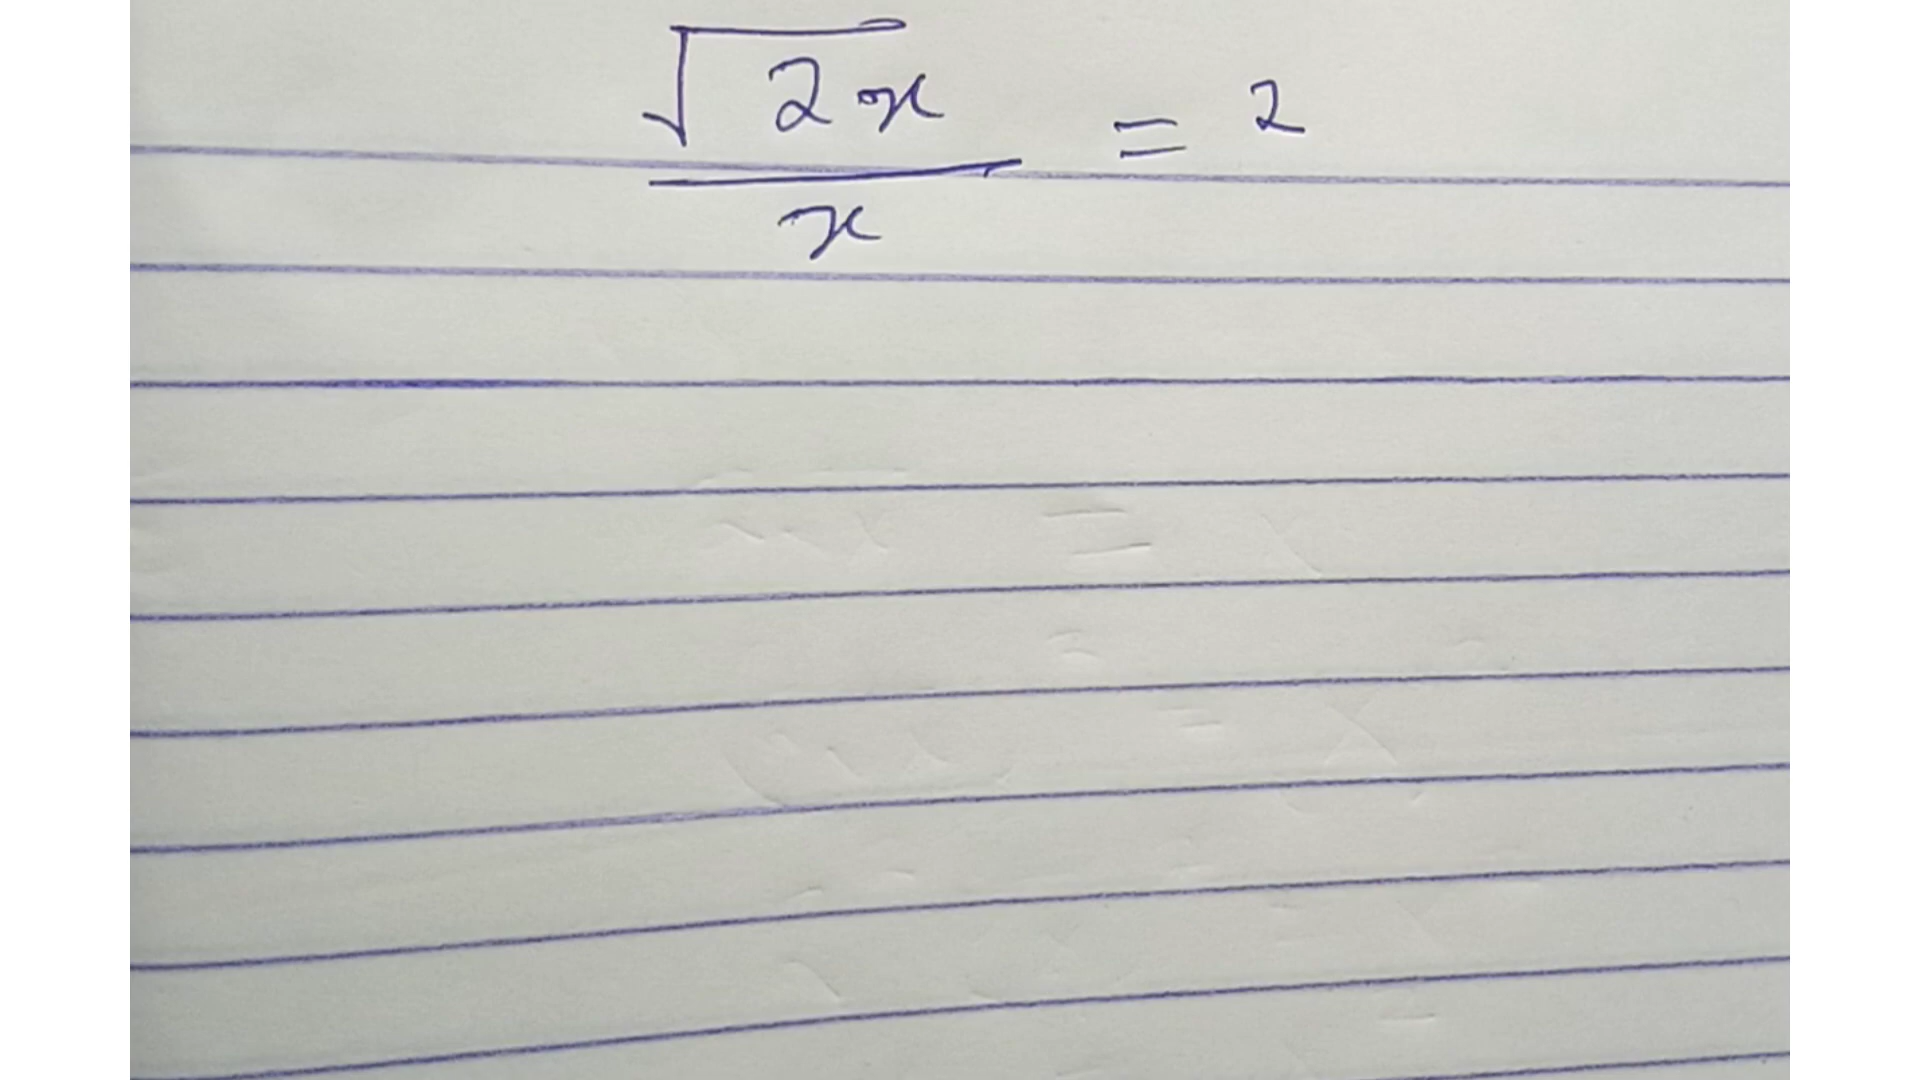 √2x / x = 2